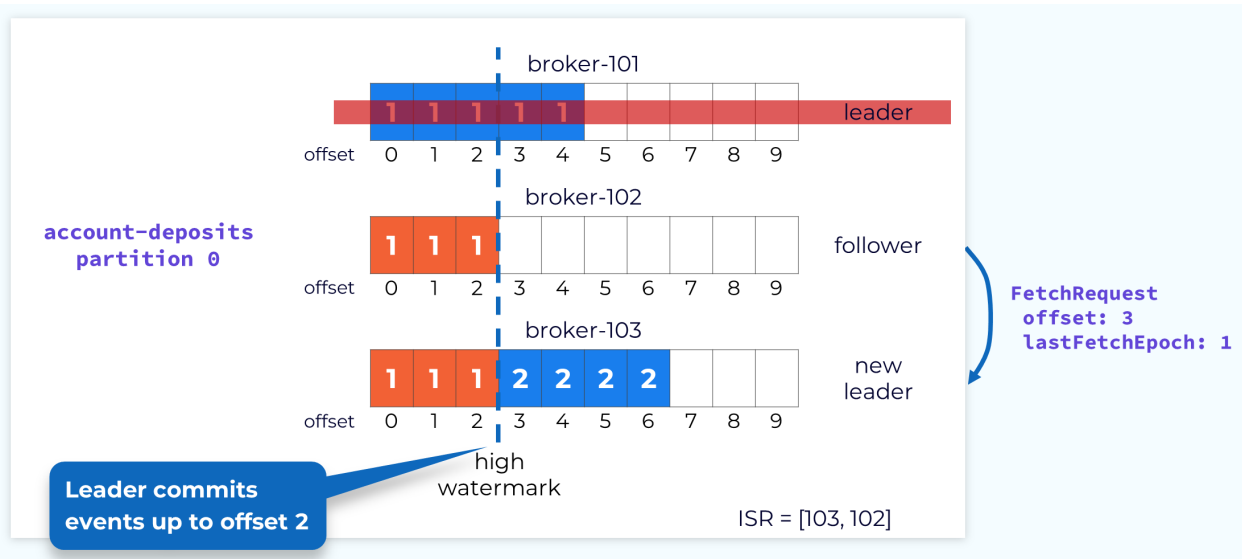 broker-101
1 1 1 1 1
leader
offset 0 1 2 3 4 5 6 7 8 9
broker-102
account-deposits
partition 0
1 1 1
follower
offset 0 1 2 3 4 5 6 7 8 9
FetchRequest
offset: 3
lastFetchEpoch: 1
broker-103
1 1 1 2 2 2 2
new
leader
offset 0 1 2 3 4 5 6 7 8 9
high
watermark
Leader commits
events up to offset 2
ISR = [103, 102]